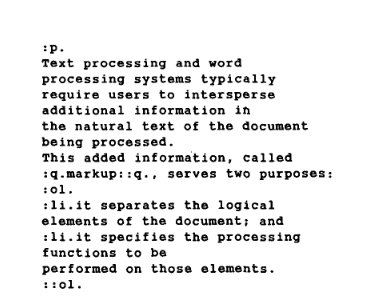 :p.
Text processing and word
processing systems typically
require users to intersperse
additional information in
the natural text of the document
being processed.
This added information, called
:q.markup::q., serves two purposes:
:ol.
:li.it separates the logical
elements of the document; and
:li.it specifies the processing
functions to be
performed on those elements.
::ol.